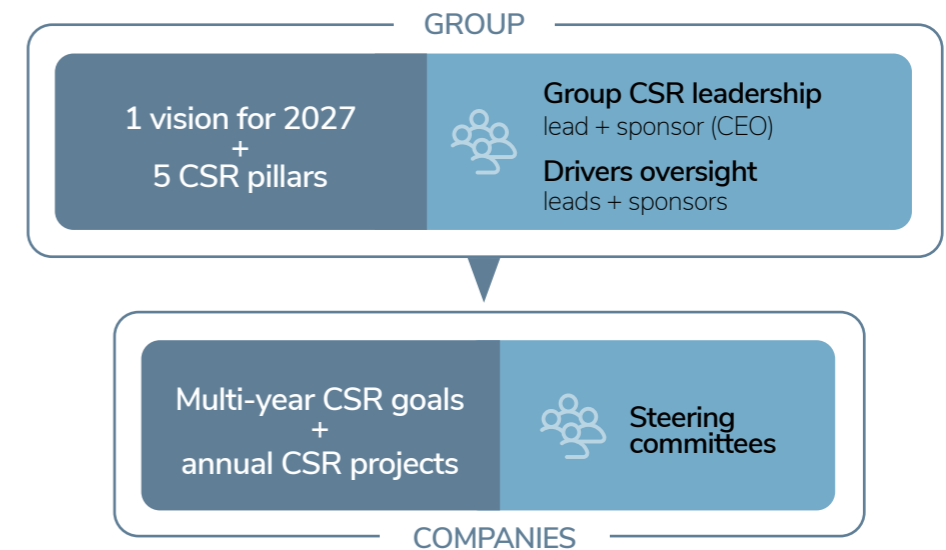 GROUP
1 vision for 2027
+
5 CSR pillars
Group CSR leadership
lead + sponsor (CEO)
Drivers oversight
leads + sponsors
Multi-year CSR goals
+
annual CSR projects
Steering
committees
COMPANIES